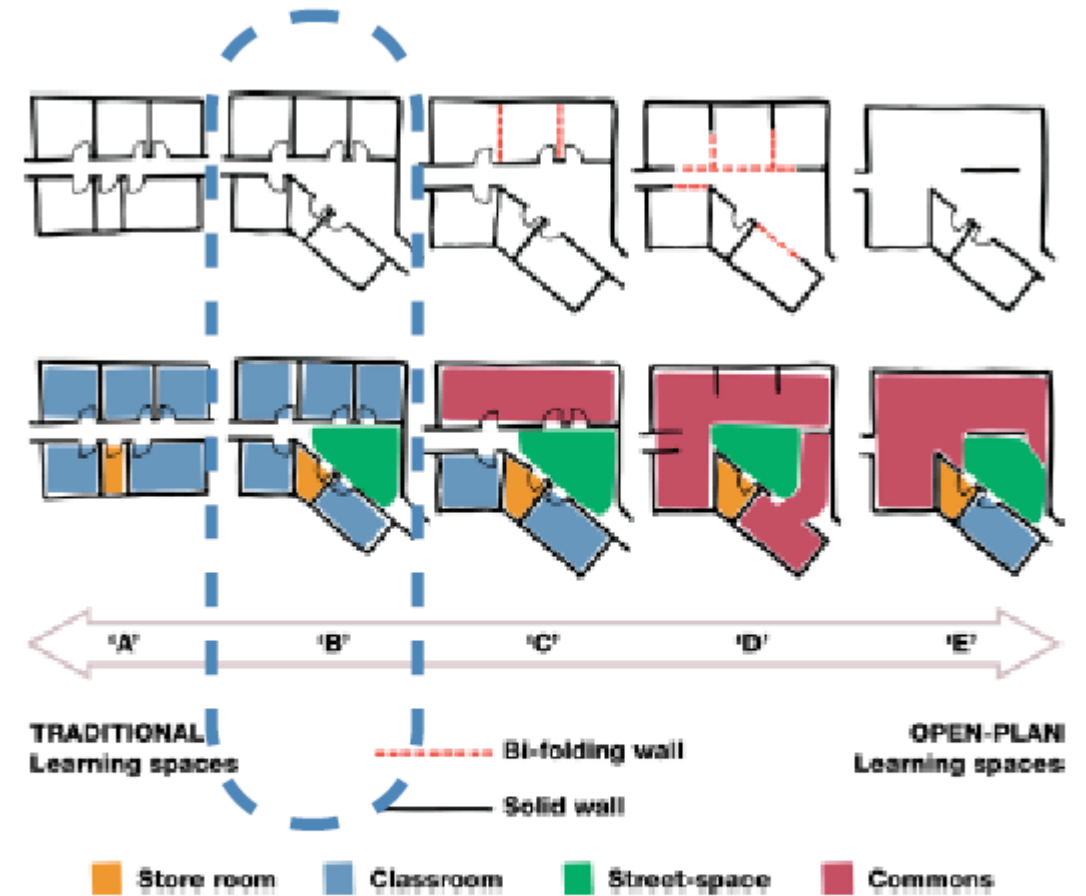 ‘A’ ‘B’ ‘C’ ‘D’ ‘E’
TRADITIONAL
Learning spaces
OPEN-PLAN
Learning spaces
Bi-folding wall
Solid wall
Store room
Classroom
Street-space
Commons